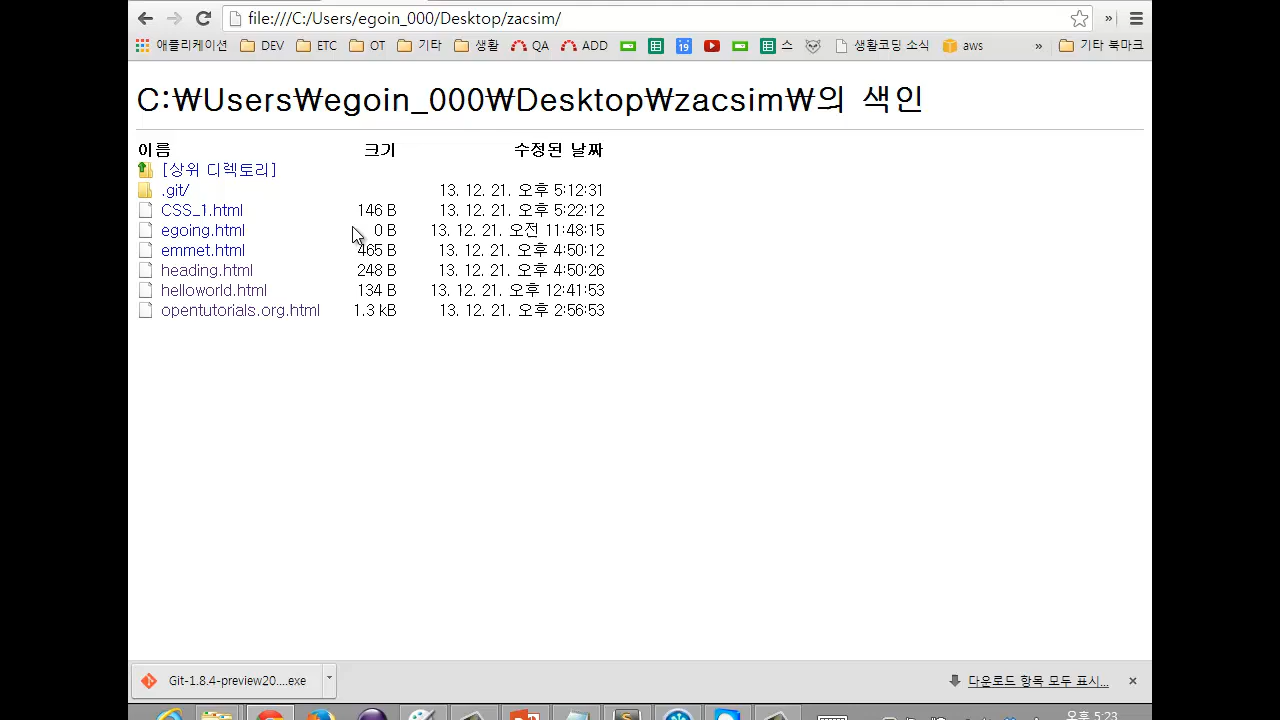 file:///C:/Users/egoin_000/Desktop/zacsim/
»
애플리케이션 DEV ETC OT 기타 생활 QA ADD 19 스 생활코딩 소식 aws » 기타 북마크
C:₩Users₩egoin_000₩Desktop₩zacsim₩의 색인
이름 크기 수정된 날짜
[상위 디렉토리]
.git/ 13. 12. 21. 오후 5:12:31
CSS_1.html 146 B 13. 12. 21. 오후 5:22:12
egoing.html 0 B 13. 12. 21. 오전 11:48:15
emmet.html 465 B 13. 12. 21. 오후 4:50:12
heading.html 248 B 13. 12. 21. 오후 4:50:26
helloworld.html 134 B 13. 12. 21. 오후 12:41:53
opentutorials.org.html 1.3 kB 13. 12. 21. 오후 2:56:53
Git-1.8.4-preview20....exe 다운로드 항목 모두 표시...
오후 5:23